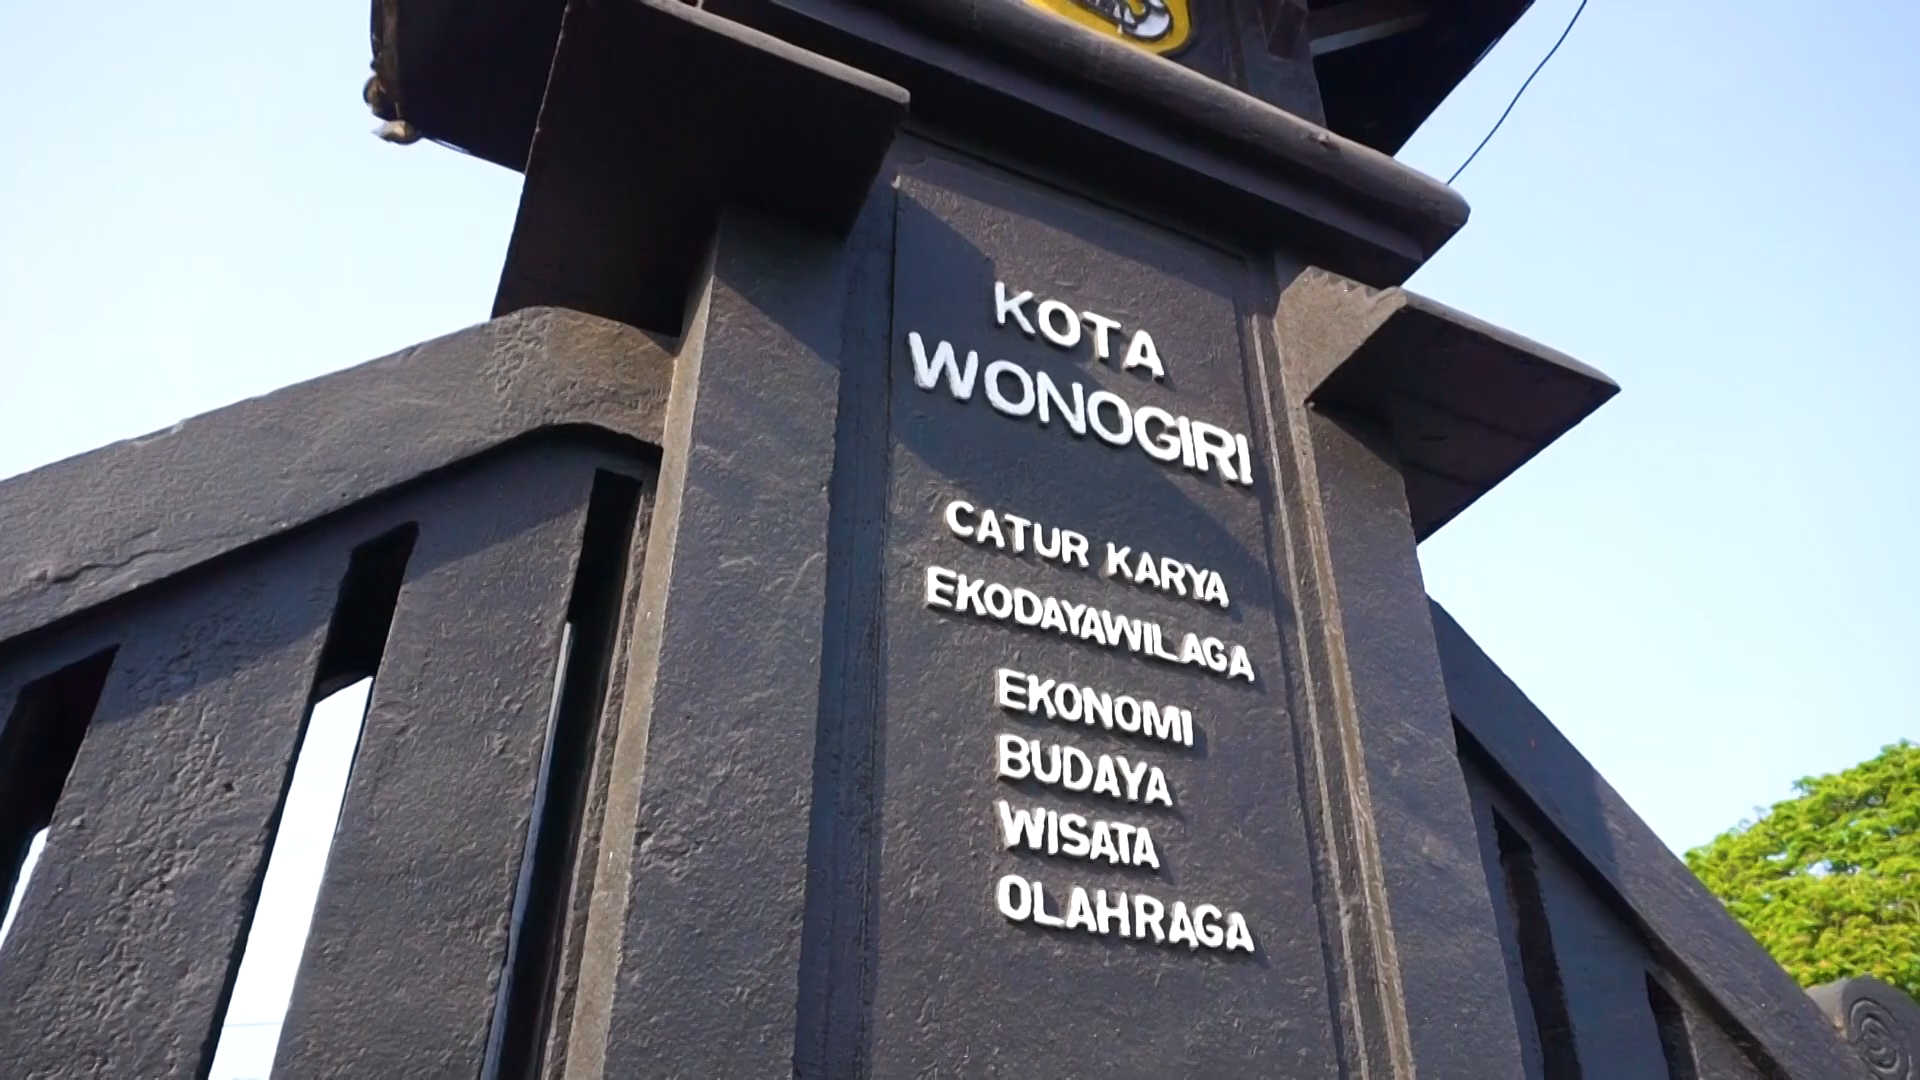 KOTA
WONOGIRI
CATUR KARYA
EKODAYAWILAGA
EKONOMI
BUDAYA
WISATA
OLAHRAGA